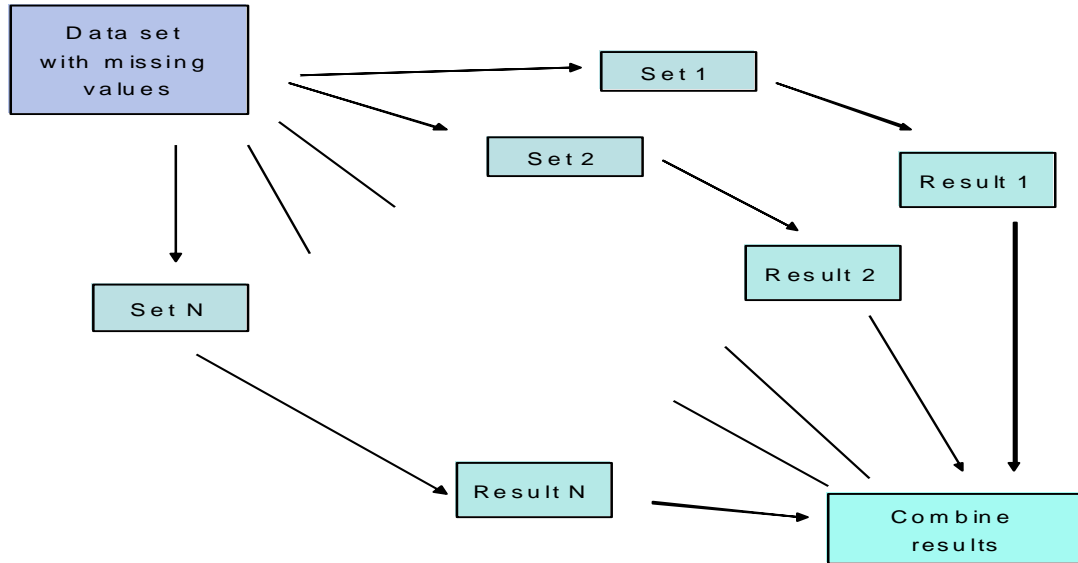 Data set
with missing
values
Set 1
Set 2
Result 1
Result 2
Set N
Result N
Combine
results